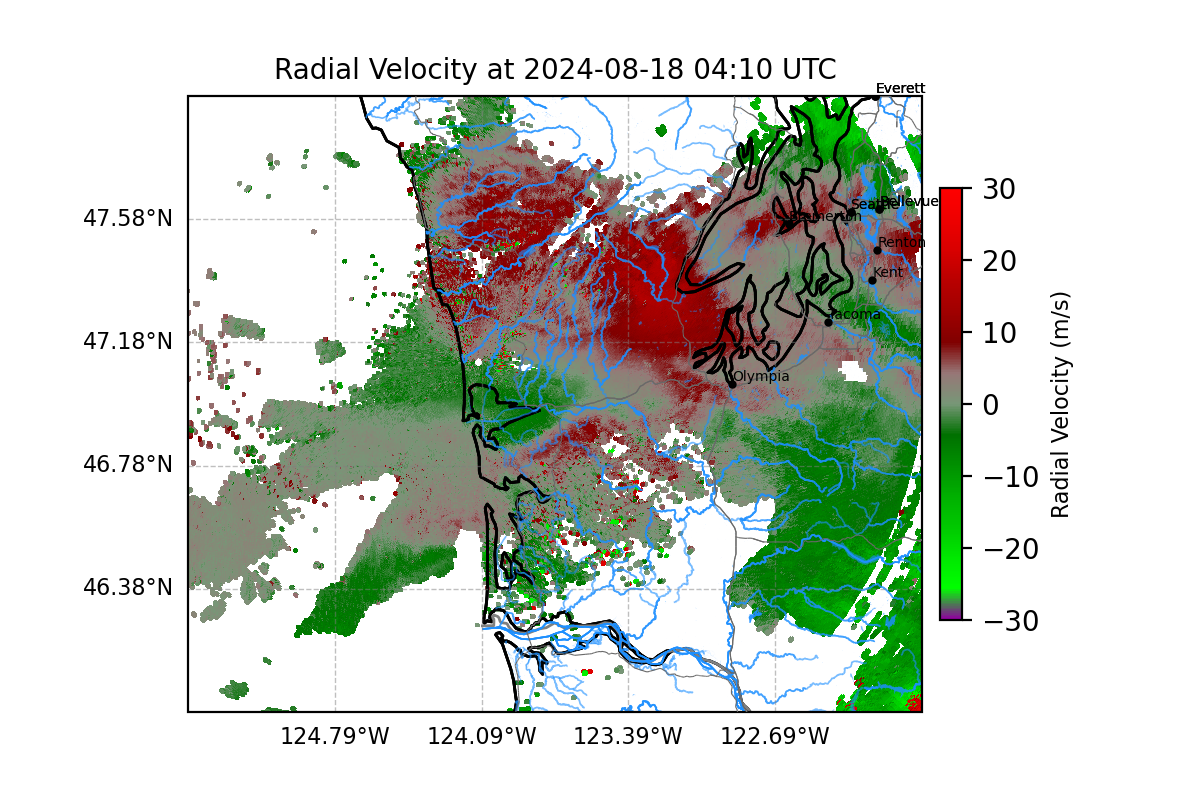 Radial Velocity at 2024-08-18 04:10 UTC
Everett
Seattle
Bellevue
Bremerton
Renton
Kent
Tacoma
Olympia
47.58°N
47.18°N
46.78°N
46.38°N
124.79°W
124.09°W
123.39°W
122.69°W
30
20
10
0
−10
−20
−30
Radial Velocity (m/s)